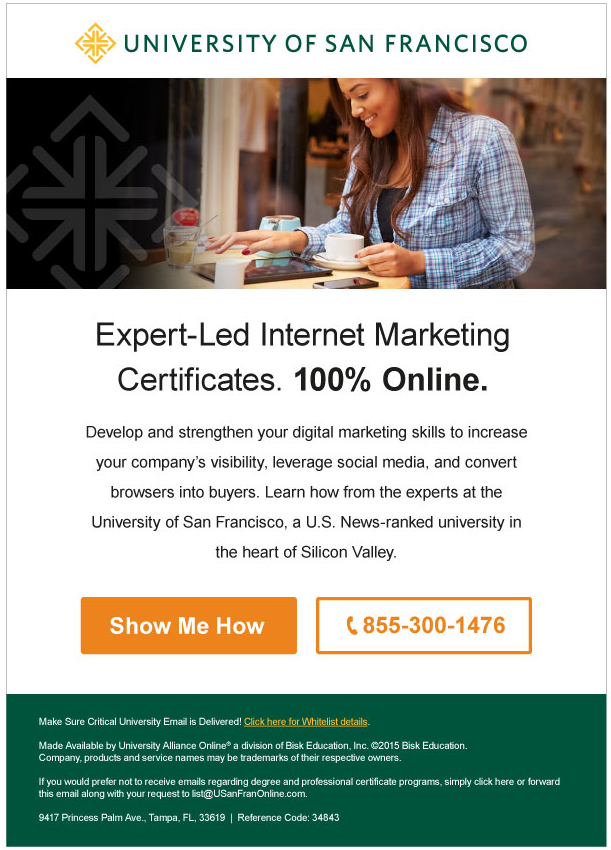 UNIVERSITY OF SAN FRANCISCO
Expert-Led Internet Marketing
Certificates. 100% Online.
Develop and strengthen your digital marketing skills to increase
your company's visibility, leverage social media, and convert
browsers into buyers. Learn how from the experts at the
University of San Francisco, a U.S. News-ranked university in
the heart of Silicon Valley.
Show Me How
855-300-1476
Make Sure Critical University Email is Delivered! Click here for Whitelist details.
Made Available by University Alliance Online® a division of Bisk Education, Inc. ©2015 Bisk Education.
Company, products and service names may be trademarks of their respective owners.
If you would prefer not to receive emails regarding degree and professional certificate programs, simply click here or forward
this email along with your request to list@USanFranOnline.com.
9417 Princess Palm Ave., Tampa, FL, 33619 | Reference Code: 34843